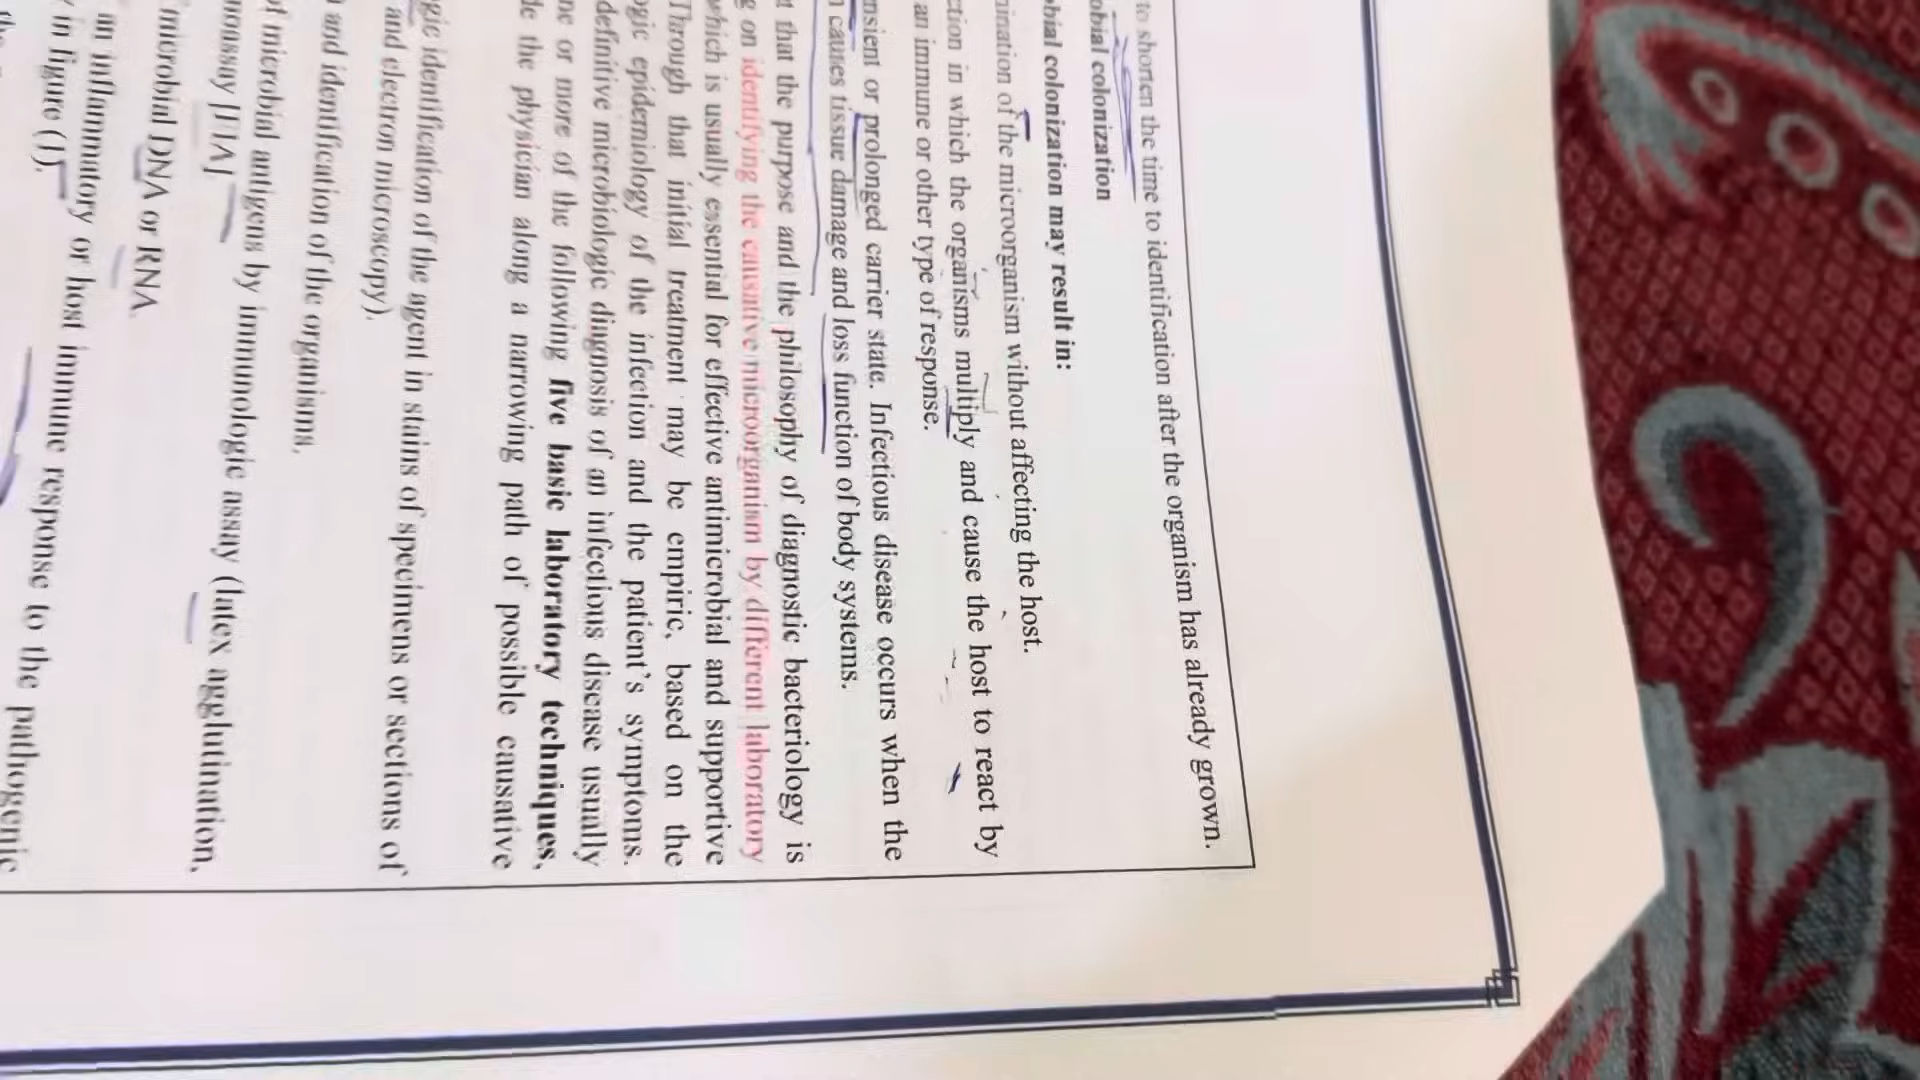 to shorten the time to identification after the organism has already grown.
obial colonization
obial colonization may result in:
ination of the microorganism without affecting the host.
ction in which the organisms multiply and cause the host to react by
an immune or other type of response.
nsient or prolonged carrier state. Infectious disease occurs when the
n causes tissue damage and loss function of body systems.
t that the purpose and the philosophy of diagnostic bacteriology is
g on identifying the causative microorganism by different laboratory
which is usually essential for effective antimicrobial and supportive
Through that initial treatment may be empiric, based on the
ogic epidemiology of the infection and the patient's symptoms.
definitive microbiologic diagnosis of an infectious disease usually
ne or more of the following five basic laboratory techniques,
de the physician along a narrowing path of possible causative
gic identification of the agent in stains of specimens or sections of
and electron microscopy).
and identification of the organisms.
of microbial antigens by immunologic assay (latex agglutination,
noassay [EIA]
microbial DNA or RNA
an inflammatory or host immune response to the pathogenic
in figure (1).